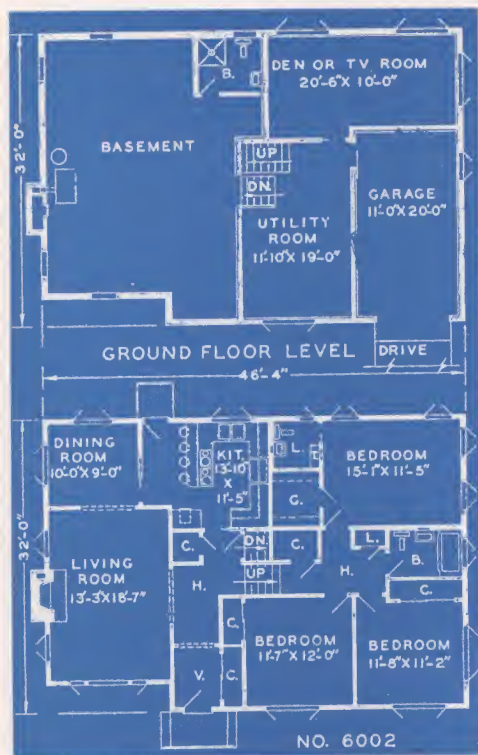 32'-0"
BASEMENT
B.
DEN OR TV ROOM
20'-6" X 10'-0"
UP
DN.
UTILITY
ROOM
11'-10" X 19'-0"
GARAGE
11'-0" X 20'-0"
GROUND FLOOR LEVEL
DRIVE
46'-4"
32'-0"
DINING
ROOM
10'-0" X 9'-0"
KIT.
13'-10"
X
11'-5"
L.
C.
BEDROOM
15'-1" X 11'-5"
LIVING
ROOM
13'-3" X 18'-7"
C.
DN.
UP
C.
L.
B.
H.
H.
C.
C.
BEDROOM
11'-7" X 12'-0"
BEDROOM
11'-8" X 11'-2"
V.
C.
NO. 6002